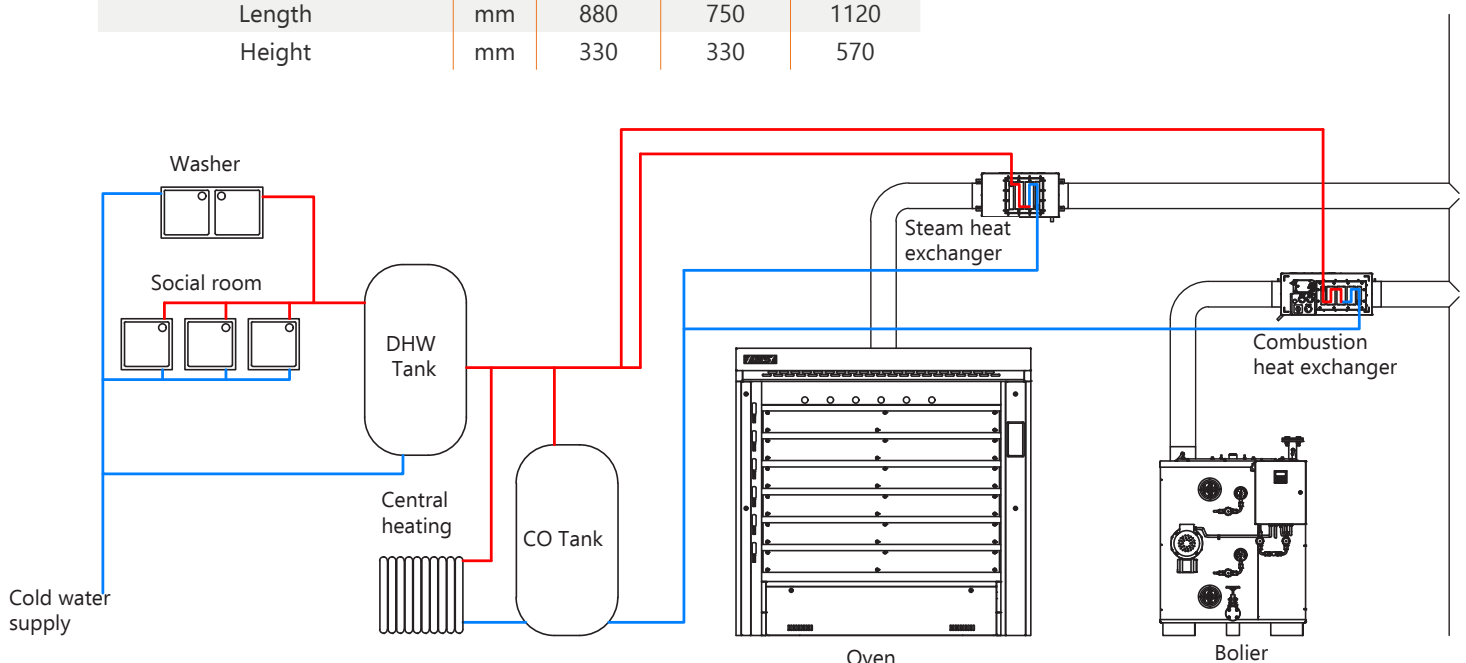 Length mm 880 750 1120
Height mm 330 330 570
Washer
Social room
DHW
Tank
Steam heat
exchanger
Combustion
heat exchanger
Central
heating
CO Tank
Cold water
supply
Oven
Bolier